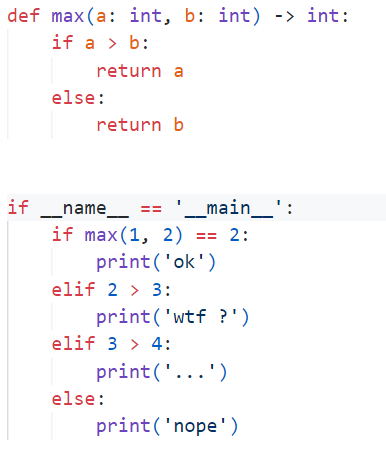 def max(a: int, b: int) -> int:
    if a > b:
        return a
    else:
        return b
if __name__ == '__main__':
    if max(1, 2) == 2:
        print('ok')
    elif 2 > 3:
        print('wtf ?')
    elif 3 > 4:
        print('...')
    else:
        print('nope')